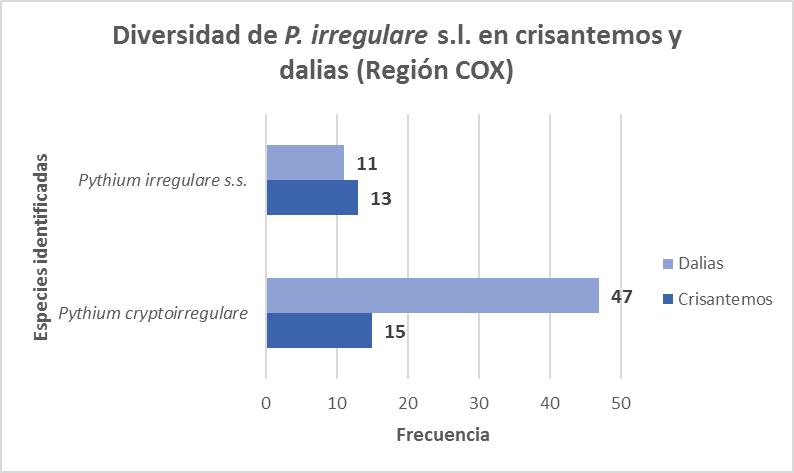 Diversidad de P. irregulare s.l. en crisantemos y
dalias (Región COX)
Especies identificadas
Pythium irregulare s.s.
11
13
Pythium cryptoirregulare
47
15
Dalias
Crisantemos
0 10 20 30 40 50
Frecuencia